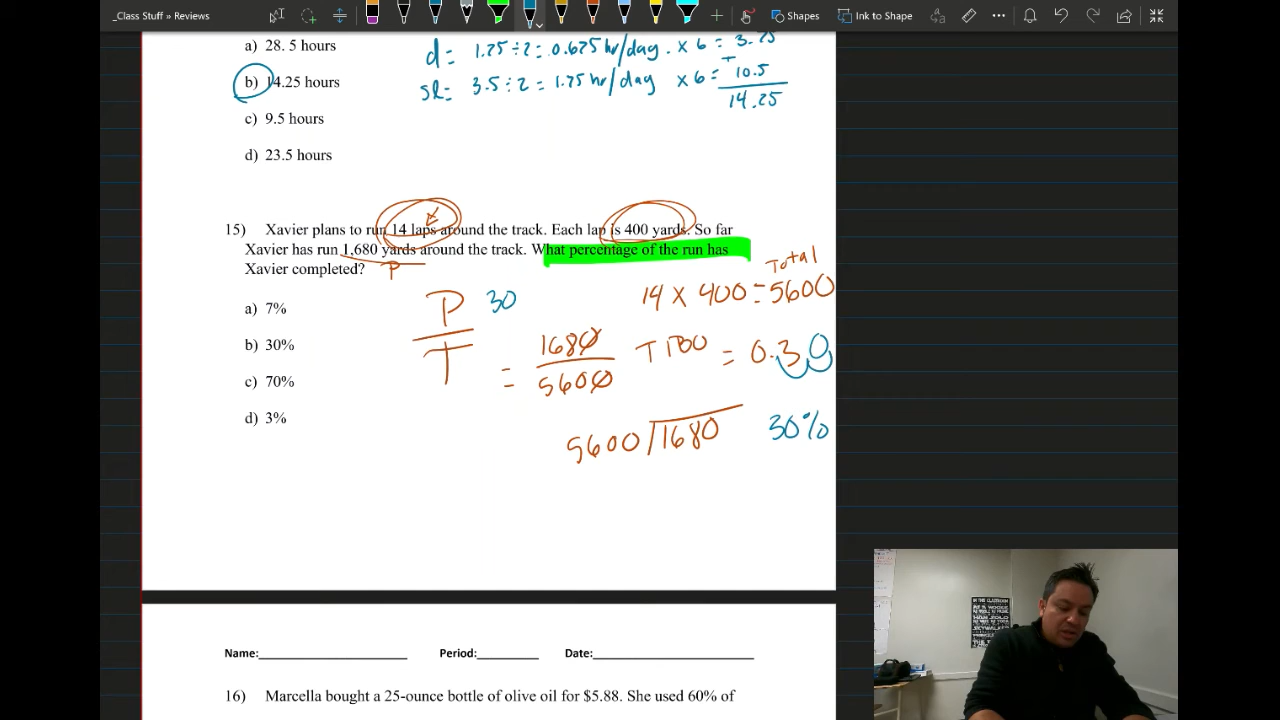 _Class Stuff » Reviews
Shapes
Ink to Shape
a) 28. 5 hours
d = 1.25 ÷ 2 = 0.625 hr/day . x 6 = 3.75
b) 14.25 hours
sl = 3.5 ÷ 2 = 1.75 hr/day x 6 = + 10.5
14.25
c) 9.5 hours
d) 23.5 hours
15) Xavier plans to run 14 laps around the track. Each lap is 400 yards. So far
Xavier has run 1,680 yards around the track. What percentage of the run has
Xavier completed?
P
Total
a) 7%
P
T
30
14 x 400 = 5600
b) 30%
= 1680
5600
= 0.30
c) 70%
d) 3%
5600 1680
30%
Name: Period: Date:
16) Marcella bought a 25-ounce bottle of olive oil for $5.88. She used 60% of